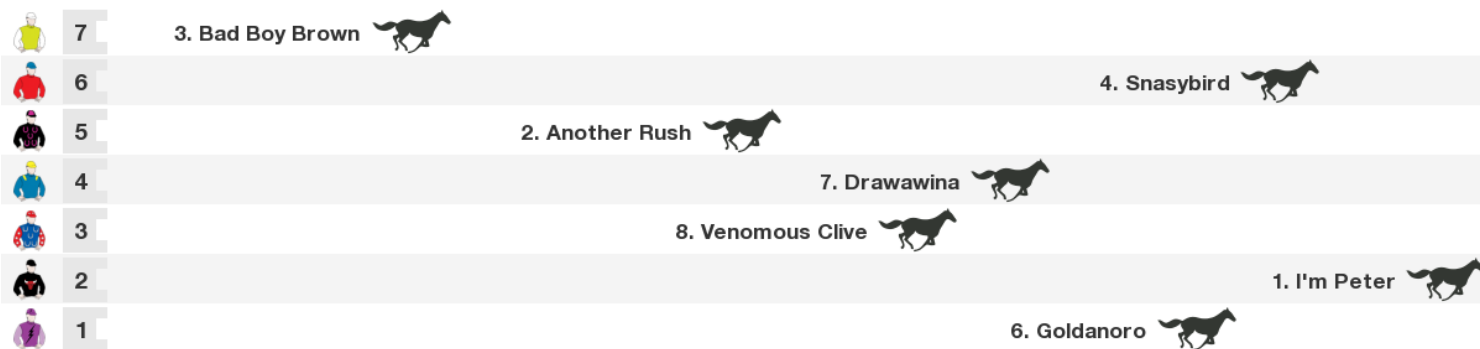 7 3. Bad Boy Brown
6 4. Snasybird
5 2. Another Rush
4 7. Drawawina
3 8. Venomous Clive
2 1. I'm Peter
1 6. Goldanoro